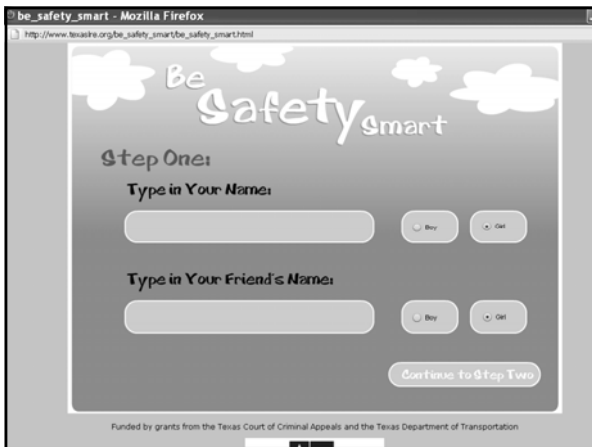 be_safety_smart - Mozilla Firefox
http://www.texaslre.org/be_safety_smart/be_safety_smart.html
Be
Safety
Smart
Step One:
Type in Your Name:
Boy Girl
Type in Your Friend's Name:
Boy Girl
Continue to Step Two
Funded by grants from the Texas Court of Criminal Appeals and the Texas Department of Transportation